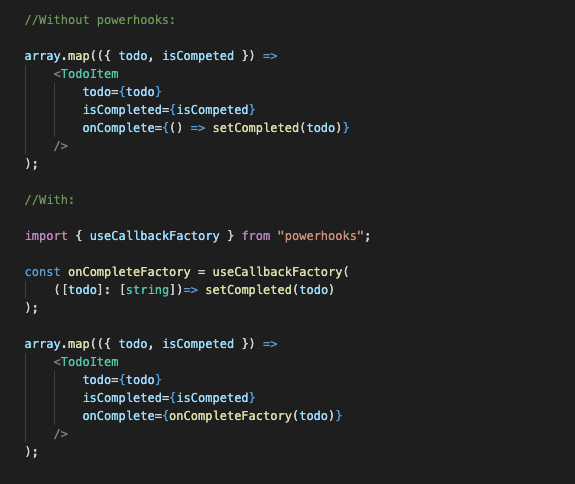 //Without powerhooks:
array.map(({ todo, isCompeted }) =>
<TodoItem
todo={todo}
isCompleted={isCompeted}
onComplete={() => setCompleted(todo)}
/>
);
//With:
import { useCallbackFactory } from "powerhooks";
const onCompleteFactory = useCallbackFactory(
([todo]: [string])=> setCompleted(todo)
);
array.map(({ todo, isCompeted }) =>
<TodoItem
todo={todo}
isCompleted={isCompeted}
onComplete={onCompleteFactory(todo)}
/>
);